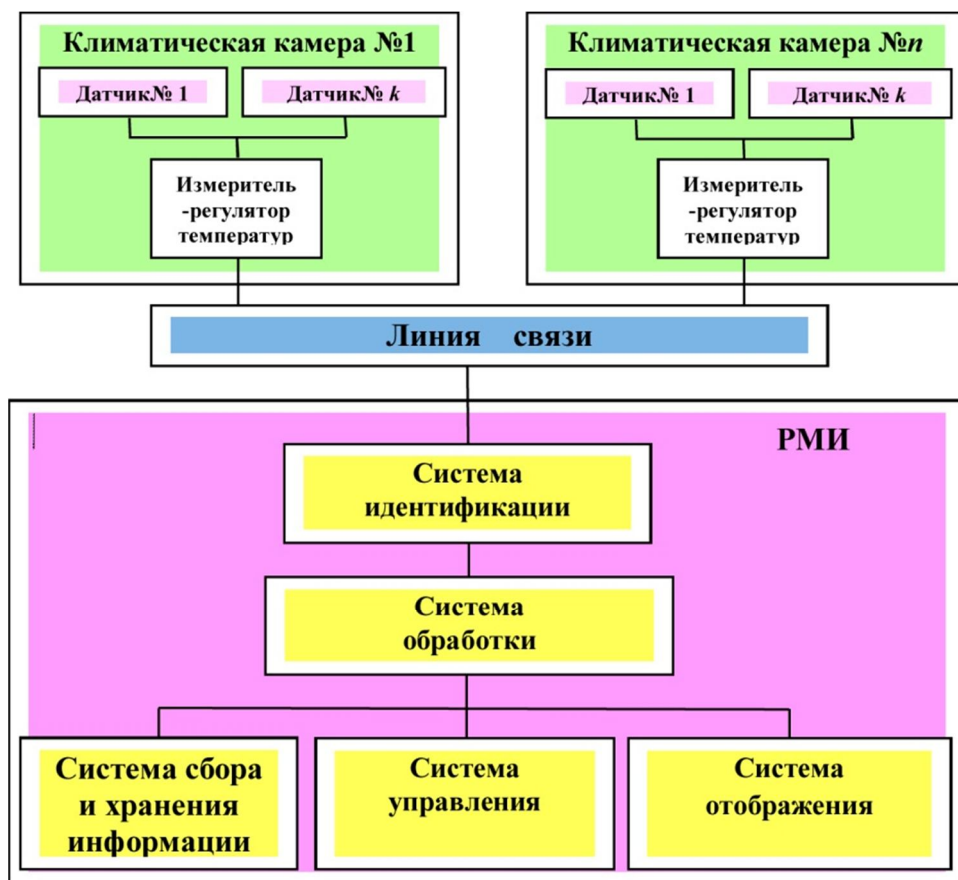 Климатическая камера №1
Климатическая камера №n
Датчик№ 1
Датчик№ k
Датчик№ 1
Датчик№ k
Измеритель
-регулятор
температур
Измеритель
-регулятор
температур
Линия связи
РМИ
Система
идентификации
Система
обработки
Система сбора
и хранения
информации
Система
управления
Система
отображения